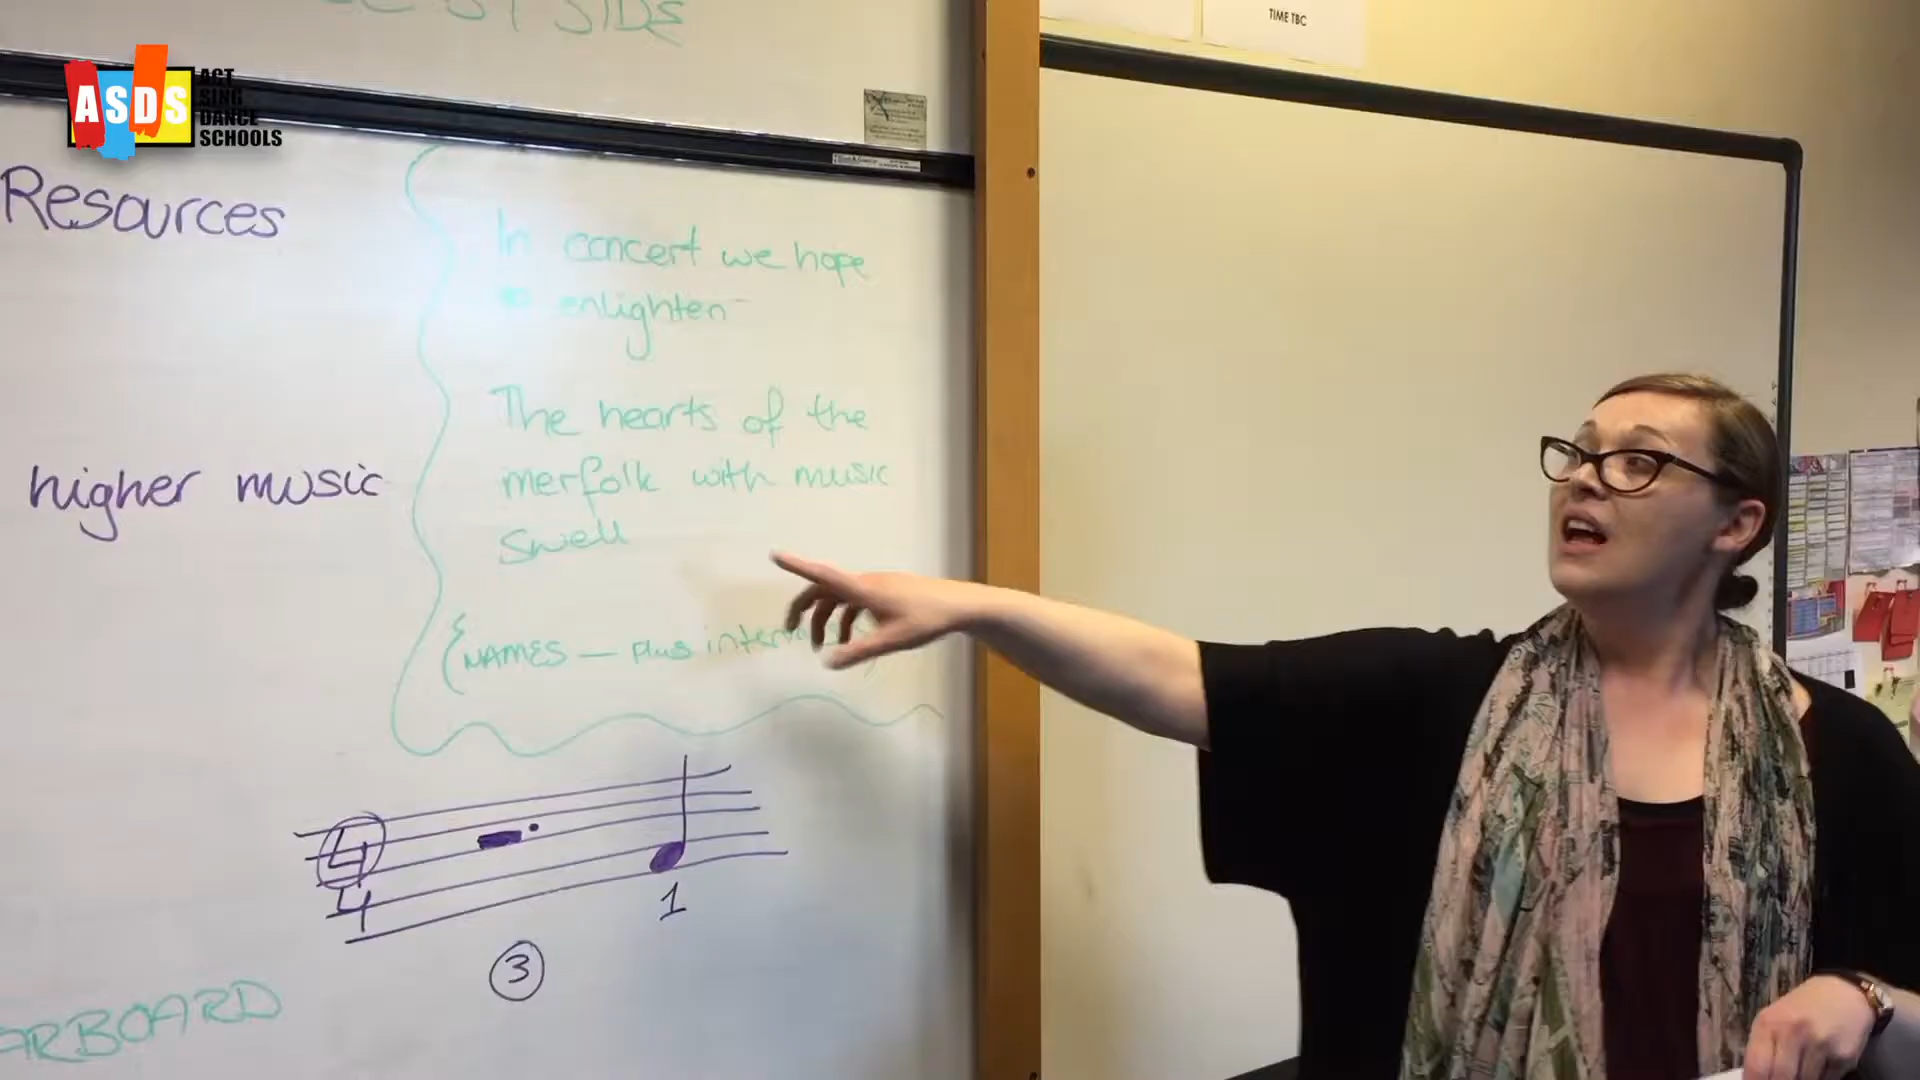 SIDE
TIME TBC
ASDS
ACT
SING
DANCE
SCHOOLS
Resources
In concert we hope
enlighten
The hearts of the
merfolk with music
swell
higher music
NAMES — plus
4
4
1
3
ARBOARD